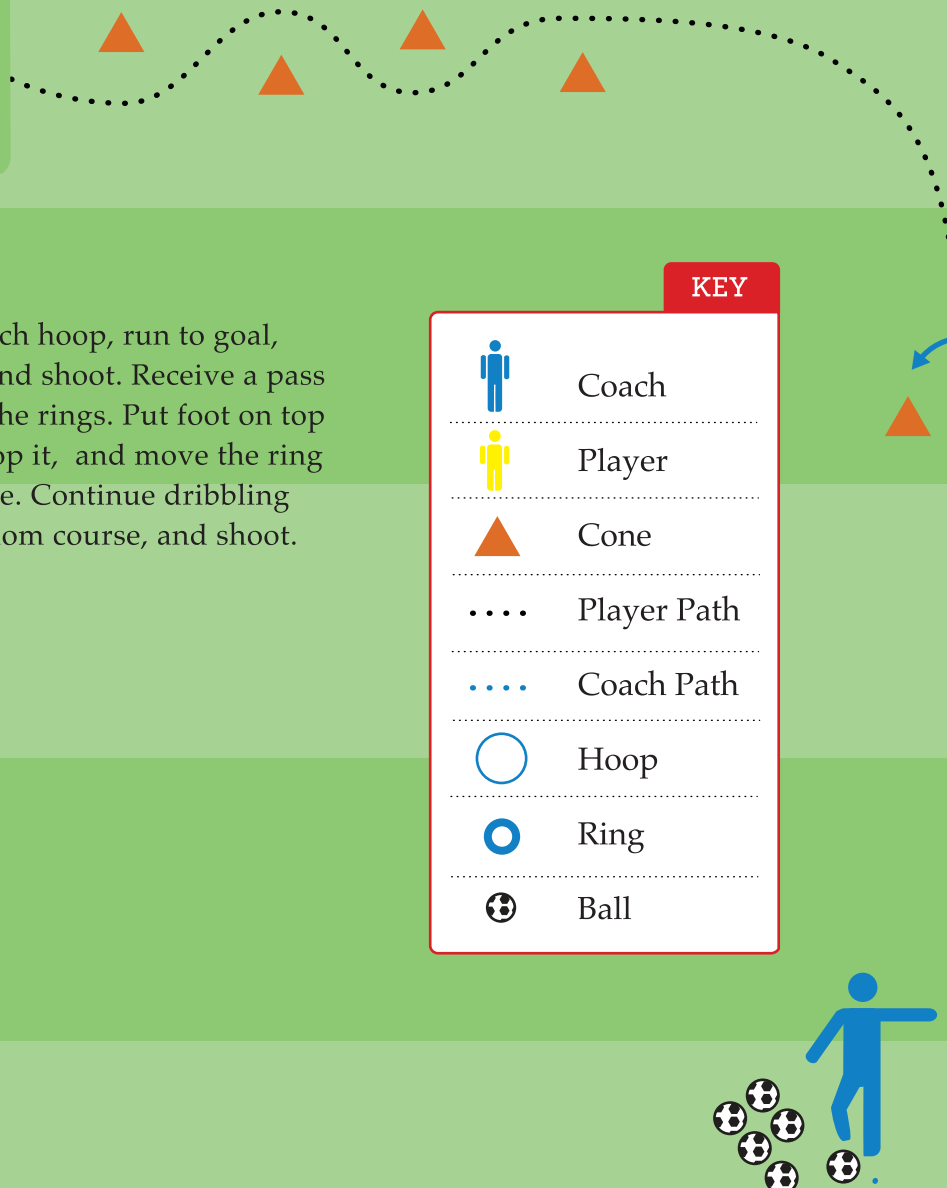 ch hoop, run to goal,
nd shoot. Receive a pass
he rings. Put foot on top
op it, and move the ring
e. Continue dribbling
om course, and shoot.
KEY
Coach
Player
Cone
Player Path
Coach Path
Hoop
Ring
Ball